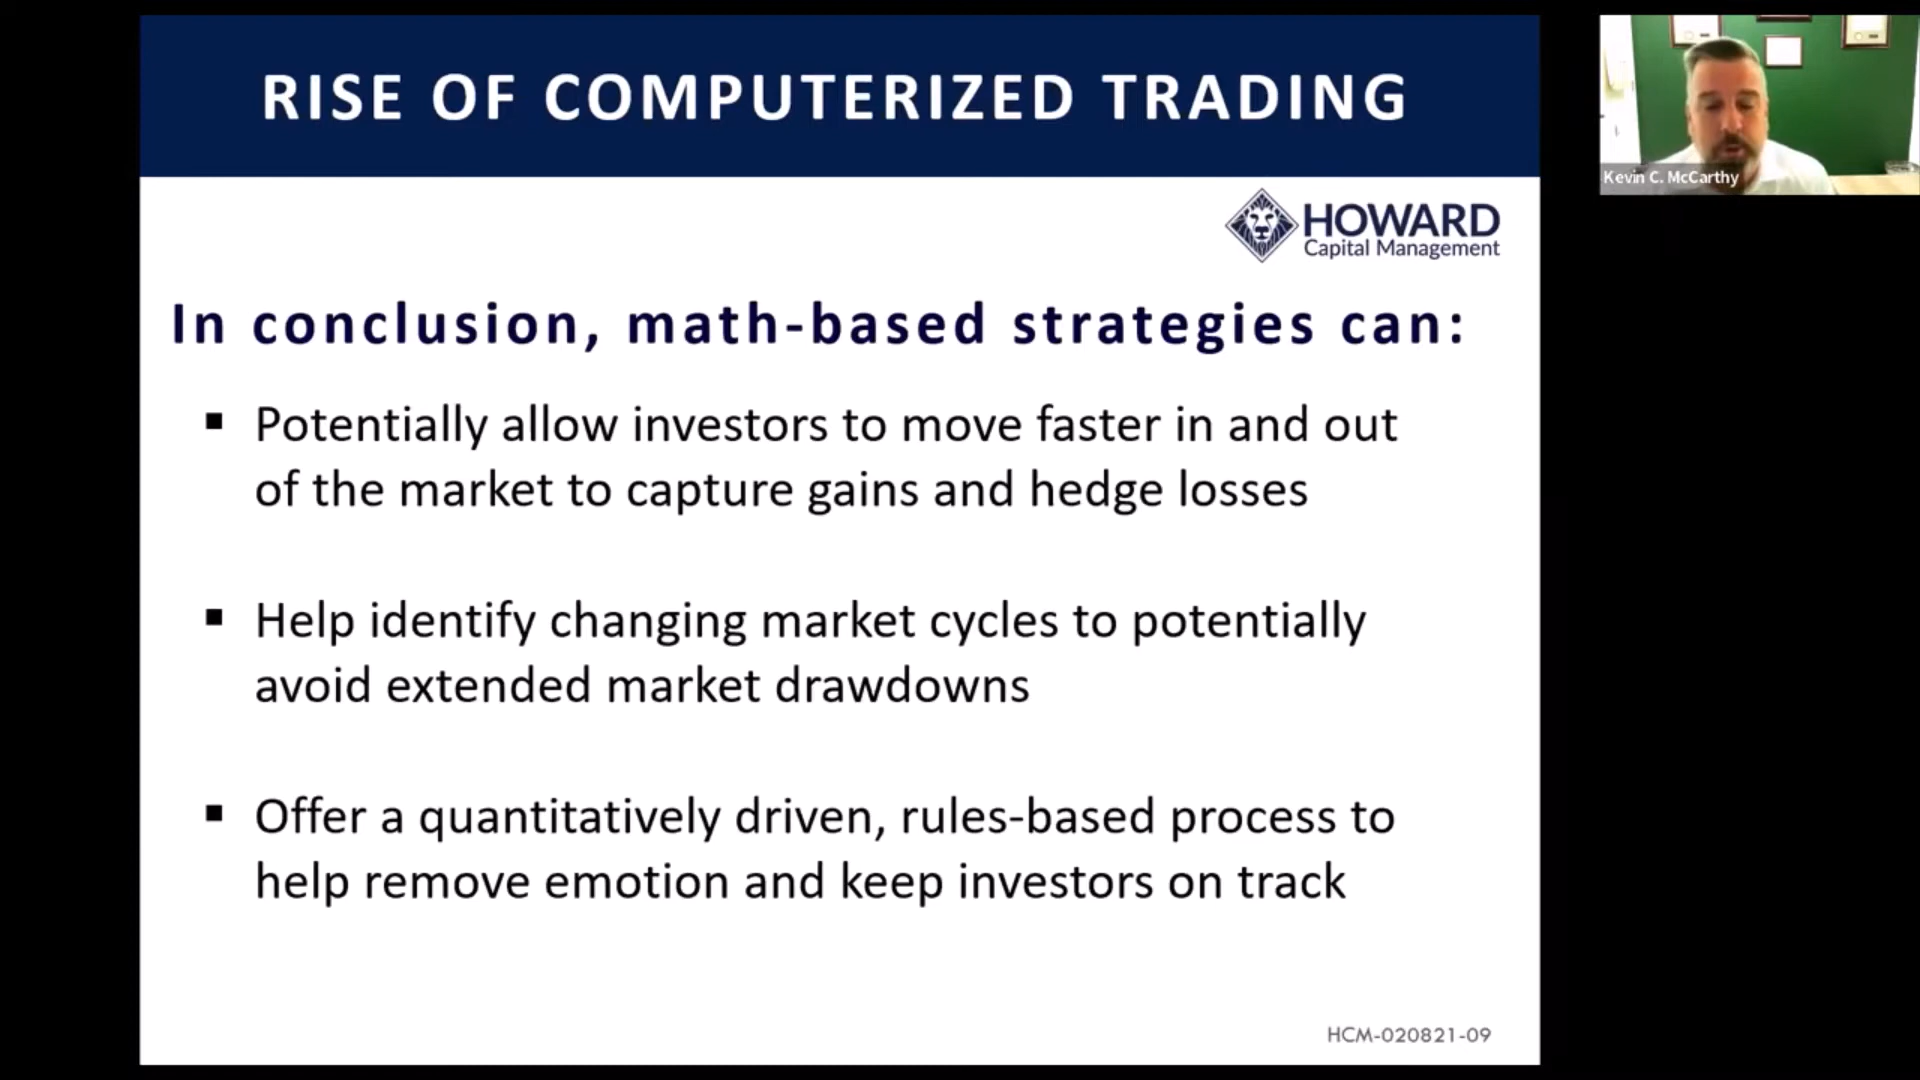 RISE OF COMPUTERIZED TRADING
Kevin C. McCarthy
HOWARD
Capital Management
In conclusion, math-based strategies can:
▪ Potentially allow investors to move faster in and out
of the market to capture gains and hedge losses
▪ Help identify changing market cycles to potentially
avoid extended market drawdowns
▪ Offer a quantitatively driven, rules-based process to
help remove emotion and keep investors on track
HCM-020821-09